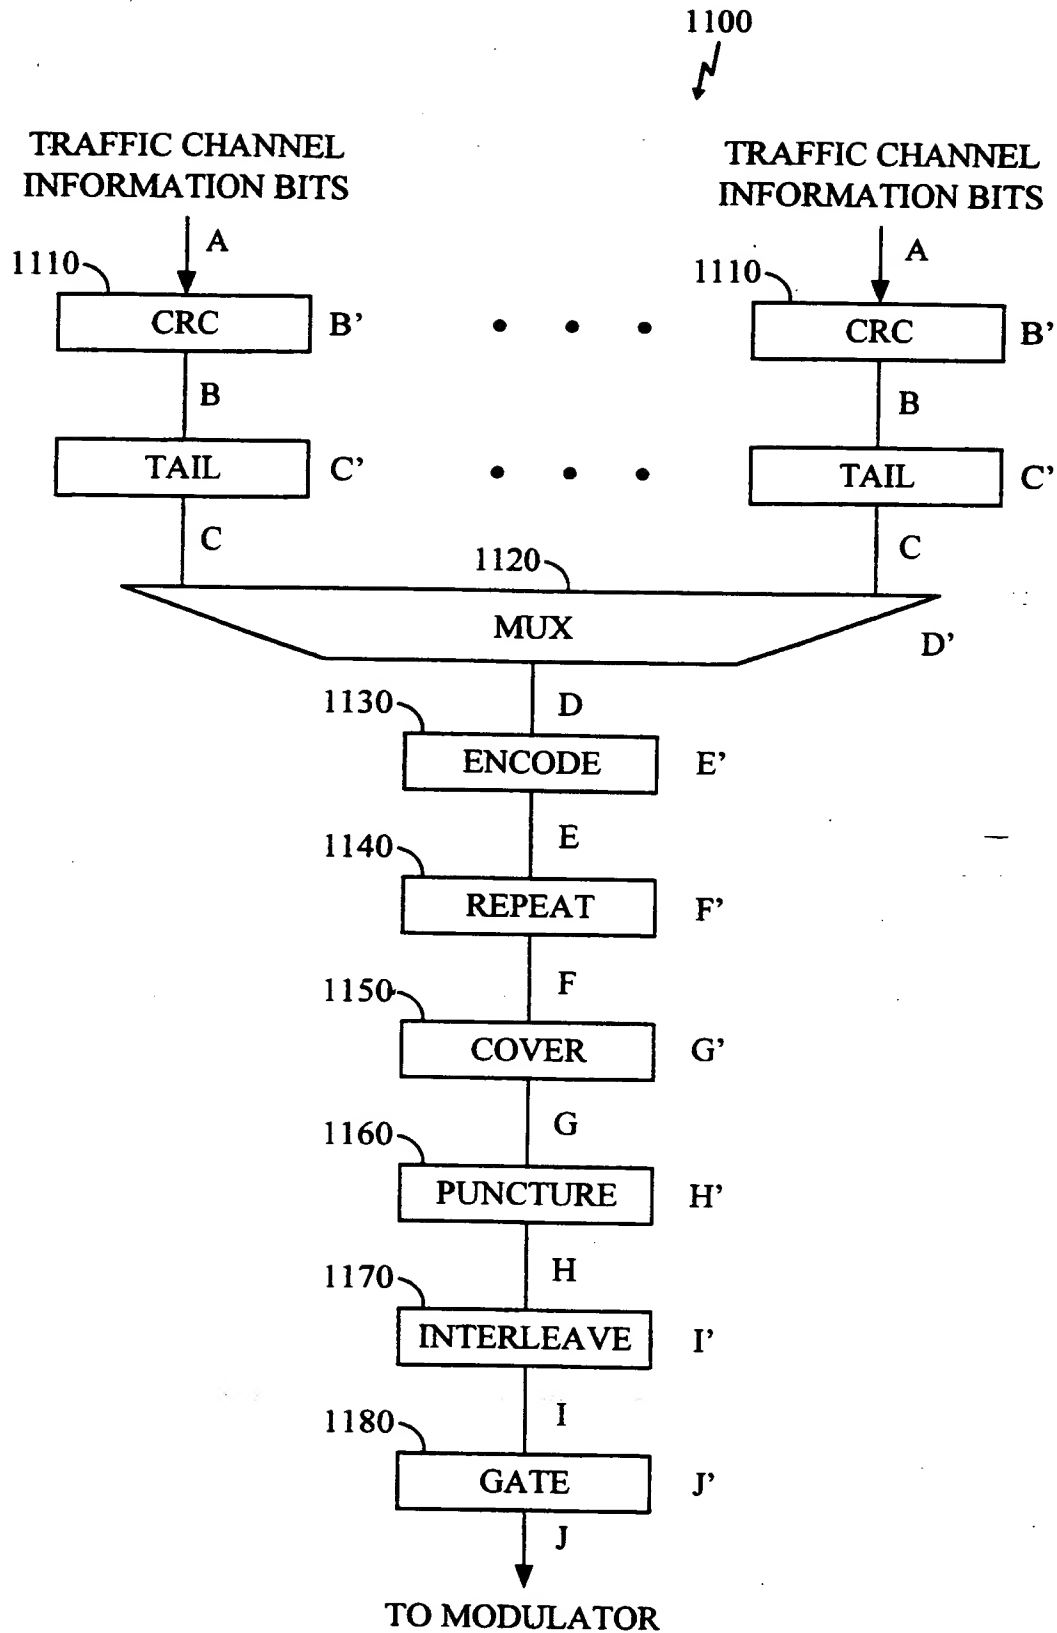 1100
TRAFFIC CHANNEL
INFORMATION BITS
TRAFFIC CHANNEL
INFORMATION BITS
A
A
1110
1110
CRC
B’
CRC
B’
B
B
TAIL
C’
TAIL
C’
C
C
1120
MUX
D’
1130
D
ENCODE
E’
1140
E
REPEAT
F’
1150
F
COVER
G’
1160
G
PUNCTURE
H’
1170
H
INTERLEAVE
I’
1180
I
GATE
J’
J
TO MODULATOR